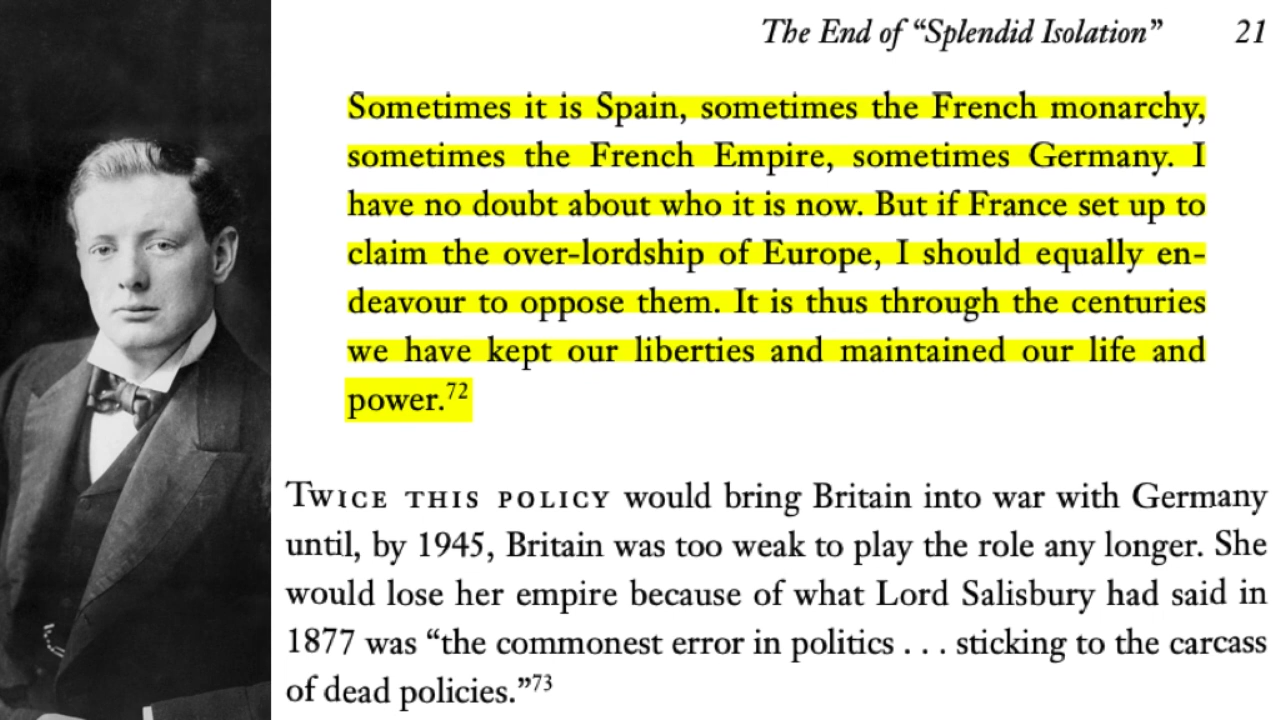 The End of “Splendid Isolation” 21
Sometimes it is Spain, sometimes the French monarchy,
sometimes the French Empire, sometimes Germany. I
have no doubt about who it is now. But if France set up to
claim the over-lordship of Europe, I should equally en-
deavour to oppose them. It is thus through the centuries
we have kept our liberties and maintained our life and
power.72
TWICE THIS POLICY would bring Britain into war with Germany
until, by 1945, Britain was too weak to play the role any longer. She
would lose her empire because of what Lord Salisbury had said in
1877 was “the commonest error in politics . . . sticking to the carcass
of dead policies.”73